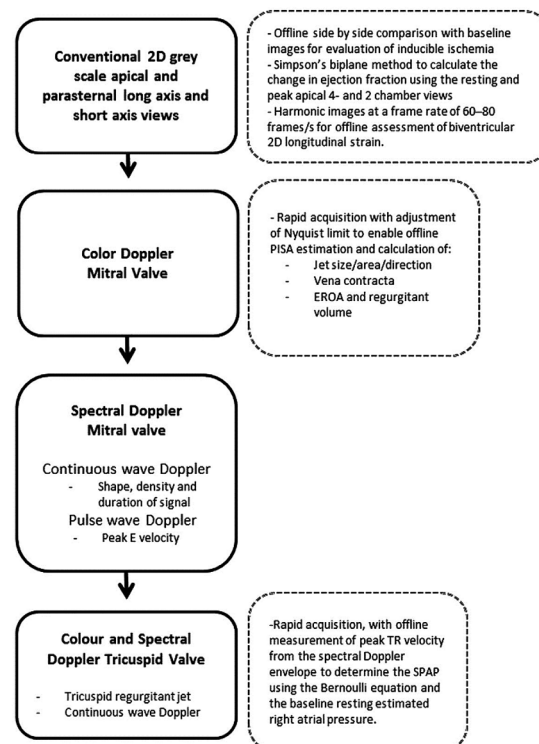 Conventional 2D grey
scale apical and
parasternal long axis and
short axis views
- Offline side by side comparison with baseline
images for evaluation of inducible ischemia
- Simpson's biplane method to calculate the
change in ejection fraction using the resting and
peak apical 4- and 2 chamber views
- Harmonic images at a frame rate of 60–80
frames/s for offline assessment of biventricular
2D longitudinal strain.
Color Doppler
Mitral Valve
- Rapid acquisition with adjustment
of Nyquist limit to enable offline
PISA estimation and calculation of:
- Jet size/area/direction
- Vena contracta
- EROA and regurgitant
volume
Spectral Doppler
Mitral valve
Continuous wave Doppler
- Shape, density and
duration of signal
Pulse wave Doppler
- Peak E velocity
Colour and Spectral
Doppler Tricuspid Valve
- Tricuspid regurgitant jet
- Continuous wave Doppler
-Rapid acquisition, with offline
measurement of peak TR velocity
from the spectral Doppler
envelope to determine the SPAP
using the Bernoulli equation and
the baseline resting estimated
right atrial pressure.